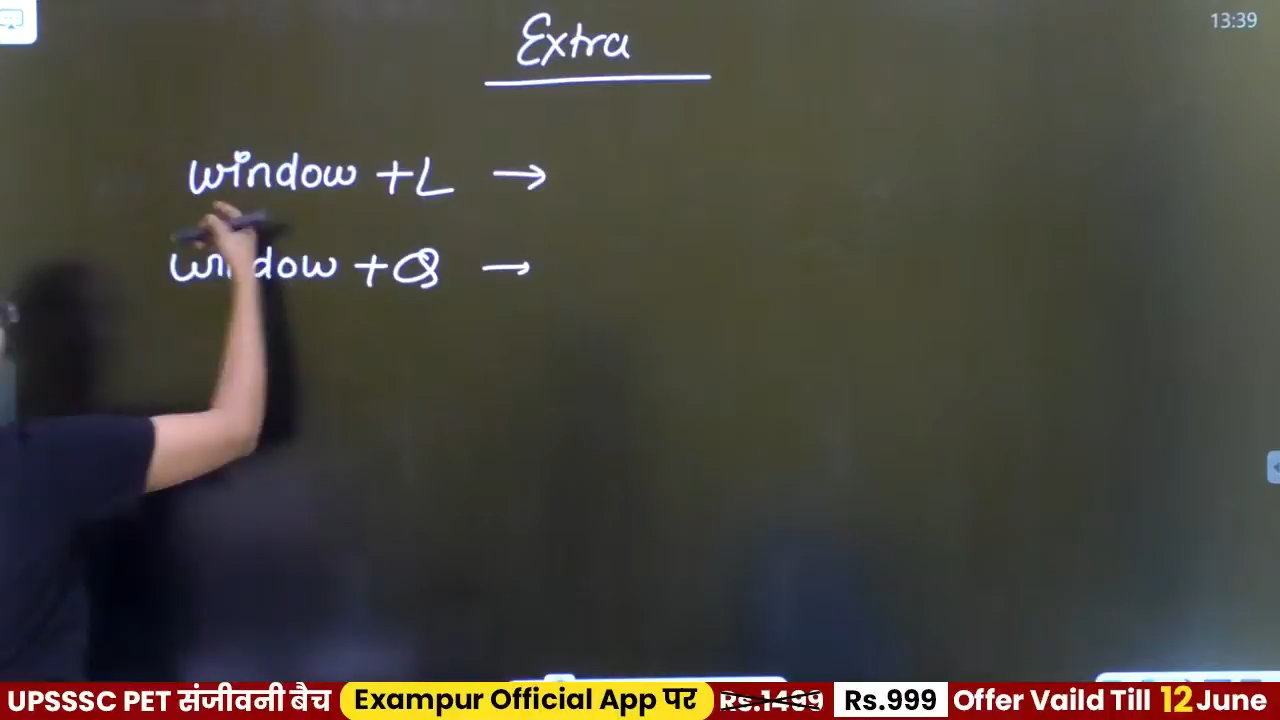 Extra
13:39
window + L →
window + Q →
UPSSSC PET संजीवनी बैच Exampur Official App पर Rs.1499 Rs.999 Offer Vaild Till 12 June